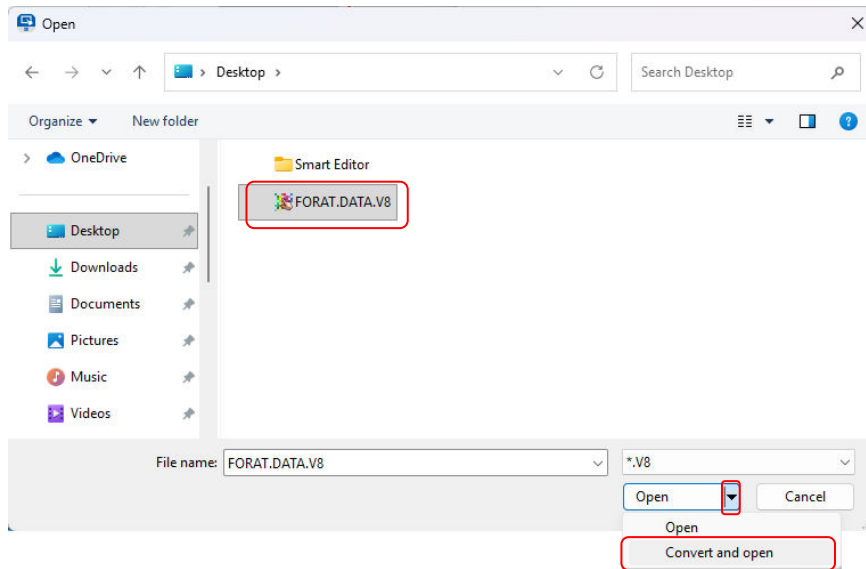 Open
Desktop
Search Desktop
Organize
New folder
OneDrive
Smart Editor
FORAT.DATA.V8
Desktop
Downloads
Documents
Pictures
Music
Videos
File name: FORAT.DATA.V8
*.V8
Open
Cancel
Open
Convert and open